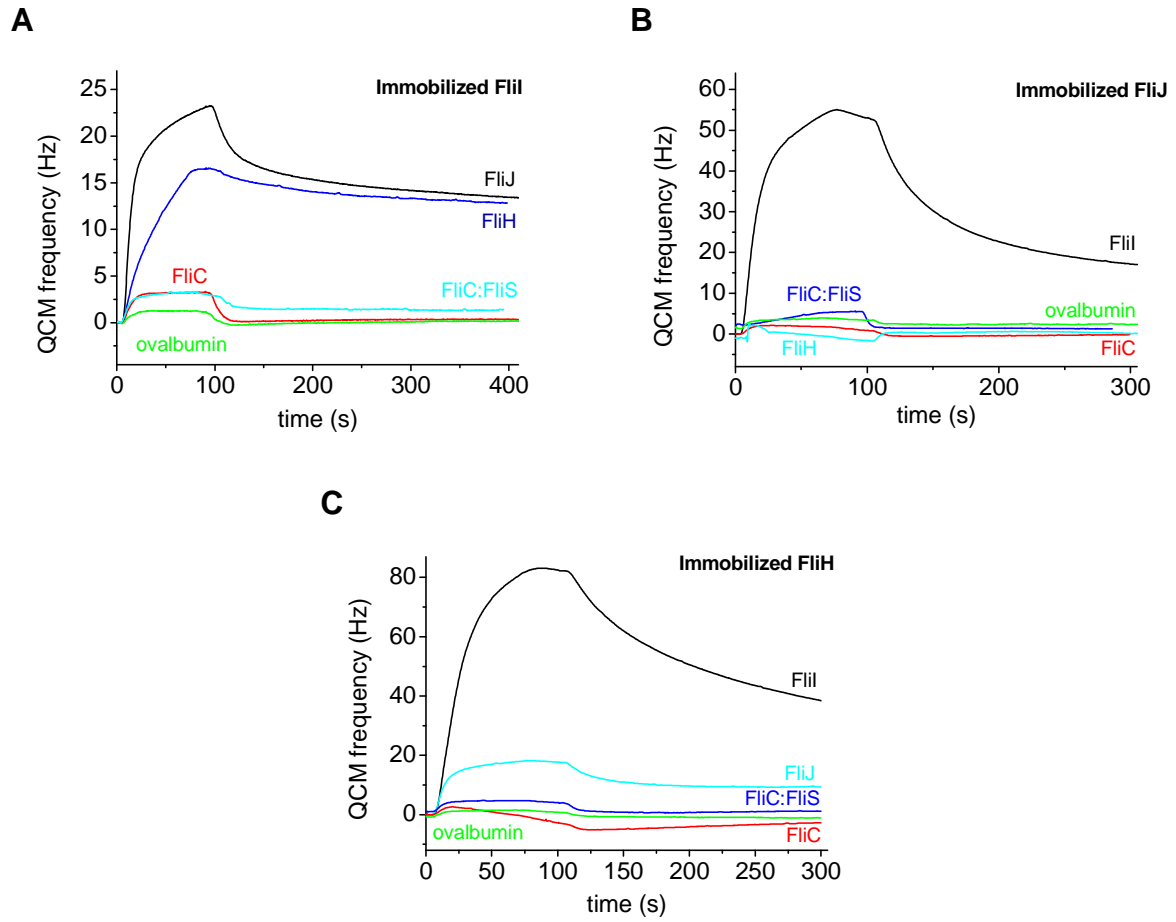 A
Immobilized FliI
QCM frequency (Hz)
25
20
15
10
5
0
FliJ
FliH
FliC
FliC:FliS
ovalbumin
0 100 200 300 400
time (s)
B
Immobilized FliJ
QCM frequency (Hz)
60
50
40
30
20
10
0
FliI
FliC:FliS
ovalbumin
FliH
FliC
0 100 200 300
time (s)
C
Immobilized FliH
QCM frequency (Hz)
80
60
40
20
0
FliI
FliJ
FliC:FliS
ovalbumin
FliC
0 50 100 150 200 250 300
time (s)